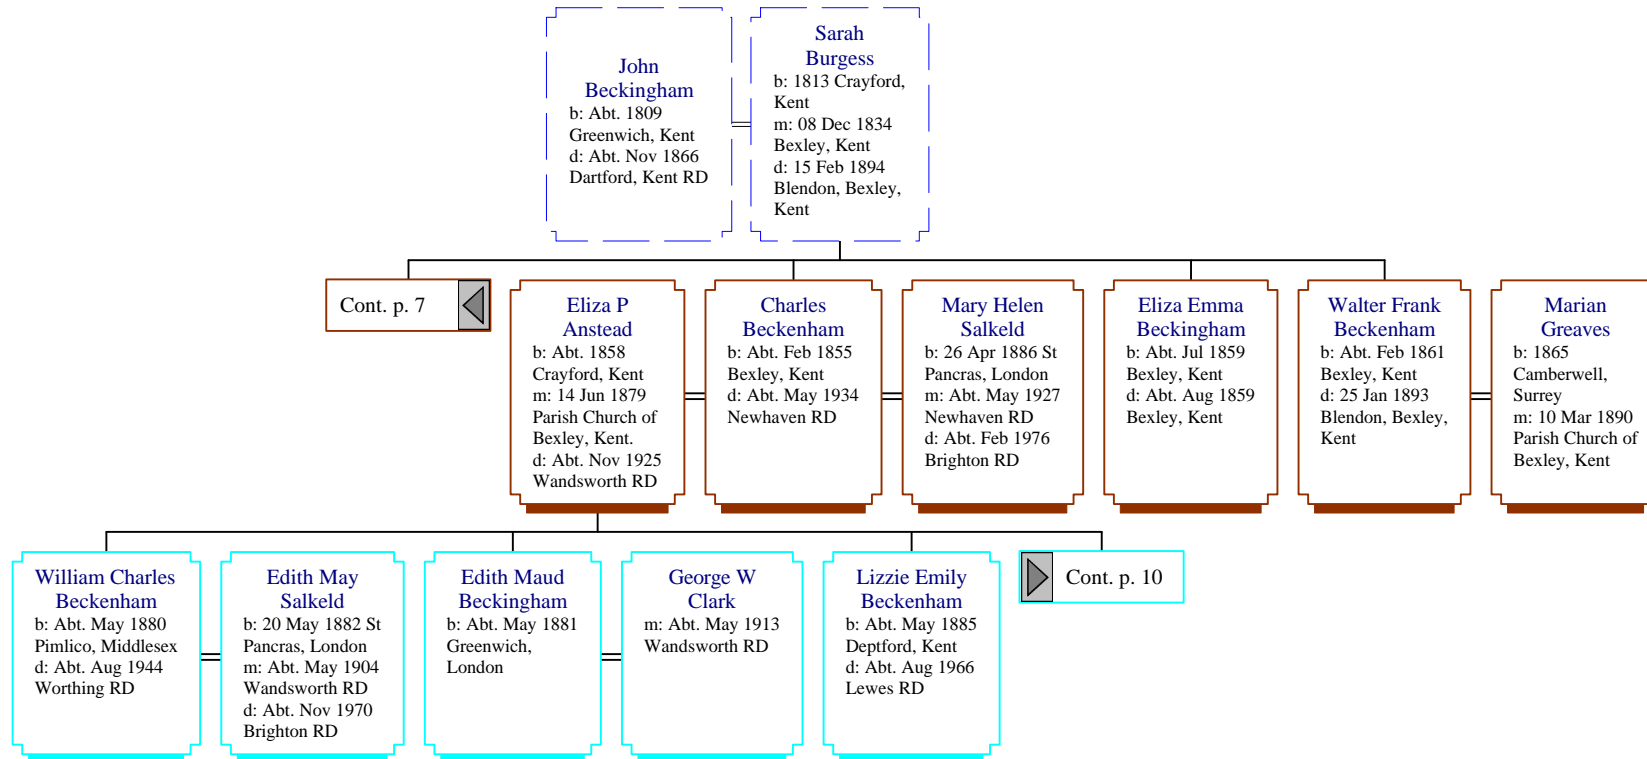 John
Beckingham
b: Abt. 1809
Greenwich, Kent
d: Abt. Nov 1866
Dartford, Kent RD
Sarah
Burgess
b: 1813 Crayford,
Kent
m: 08 Dec 1834
Bexley, Kent
d: 15 Feb 1894
Blendon, Bexley,
Kent
Cont. p. 7
Eliza P
Anstead
b: Abt. 1858
Crayford, Kent
m: 14 Jun 1879
Parish Church of
Bexley, Kent.
d: Abt. Nov 1925
Wandsworth RD
Charles
Beckenham
b: Abt. Feb 1855
Bexley, Kent
d: Abt. May 1934
Newhaven RD
Mary Helen
Salkeld
b: 26 Apr 1886 St
Pancras, London
m: Abt. May 1927
Newhaven RD
d: Abt. Feb 1976
Brighton RD
Eliza Emma
Beckingham
b: Abt. Jul 1859
Bexley, Kent
d: Abt. Aug 1859
Bexley, Kent
Walter Frank
Beckenham
b: Abt. Feb 1861
Bexley, Kent
d: 25 Jan 1893
Blendon, Bexley,
Kent
Marian
Greaves
b: 1865
Camberwell,
Surrey
m: 10 Mar 1890
Parish Church of
Bexley, Kent
William Charles
Beckenham
b: Abt. May 1880
Pimlico, Middlesex
d: Abt. Aug 1944
Worthing RD
Edith May
Salkeld
b: 20 May 1882 St
Pancras, London
m: Abt. May 1904
Wandsworth RD
d: Abt. Nov 1970
Brighton RD
Edith Maud
Beckingham
b: Abt. May 1881
Greenwich,
London
George W
Clark
m: Abt. May 1913
Wandsworth RD
Lizzie Emily
Beckenham
b: Abt. May 1885
Deptford, Kent
d: Abt. Aug 1966
Lewes RD
Cont. p. 10